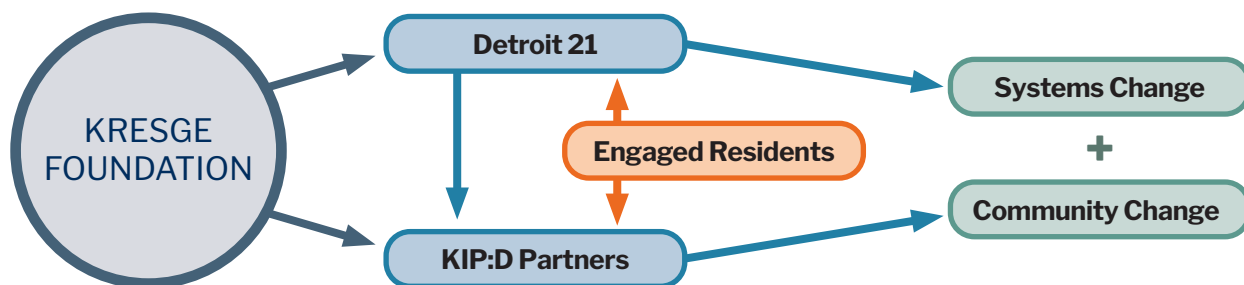 KRESGE
FOUNDATION
Detroit 21
Engaged Residents
KIP:D Partners
Systems Change
+
Community Change